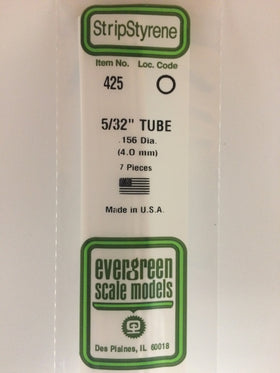 StripStyrene
Item No. Loc. Code
425
5/32" TUBE
.156 Dia.
(4.0 mm)
7 Pieces
Made in U.S.A.
evergreen
scale models
Des Plaines, IL 60018